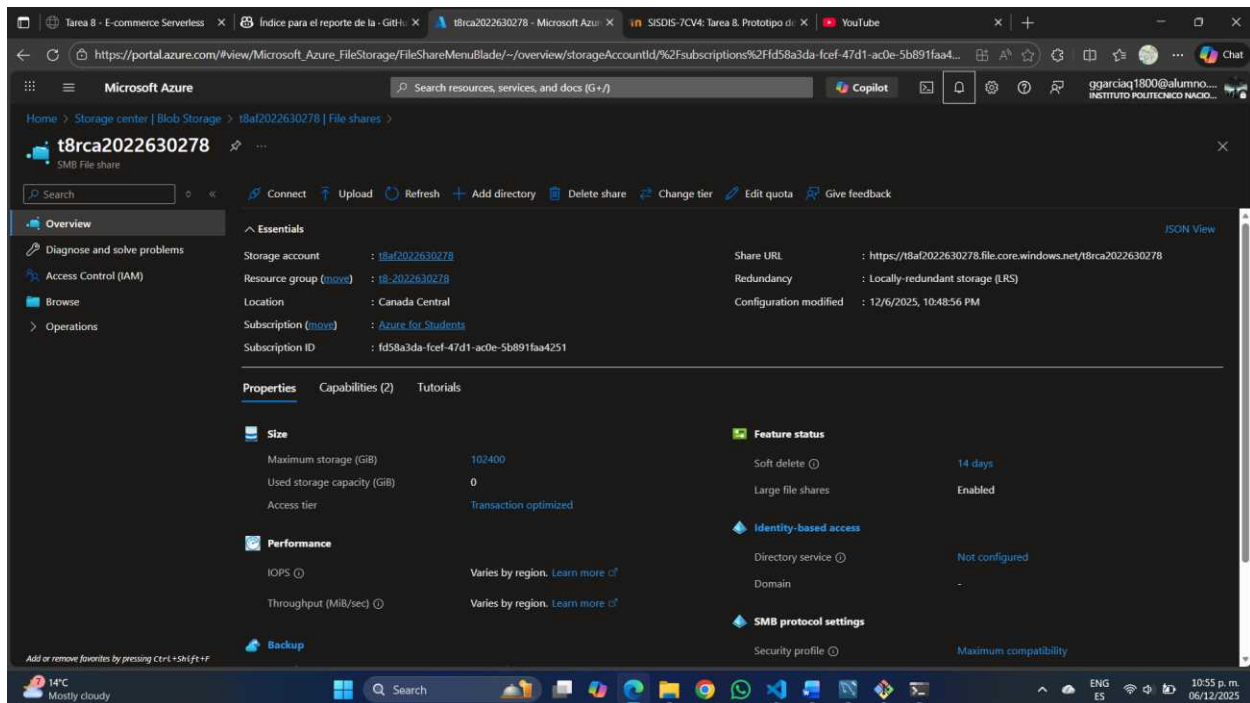 Tarea 8 - E-commerce Serverless
Índice para el reporte de la - GitHu
t8rca2022630278 - Microsoft Azur
SISDIS-7CV4: Tarea 8. Prototipo de
YouTube
https://portal.azure.com/#view/Microsoft_Azure_FileStorage/FileShareMenuBlade/~/overview/storageAccountId/%2Fsubscriptions%2Ffd58a3da-fcef-47d1-ac0e-5b891faa4...
Chat
Microsoft Azure
Search resources, services, and docs (G+/)
Copilot
ggarciaq1800@alumno....
INSTITUTO POLITECNICO NACIO...
Home > Storage center | Blob Storage > t8af2022630278 | File shares >
t8rca2022630278
SMB File share
Search
Connect Upload Refresh Add directory Delete share Change tier Edit quota Give feedback
Overview
Diagnose and solve problems
Access Control (IAM)
Browse
Operations
Essentials
JSON View
Storage account : t8af2022630278
Resource group (move) : t8-2022630278
Location : Canada Central
Subscription (move) : Azure for Students
Subscription ID : fd58a3da-fcef-47d1-ac0e-5b891faa4251
Share URL : https://t8af2022630278.file.core.windows.net/t8rca2022630278
Redundancy : Locally-redundant storage (LRS)
Configuration modified : 12/6/2025, 10:48:56 PM
Properties Capabilities (2) Tutorials
Size
Maximum storage (GiB) 102400
Used storage capacity (GiB) 0
Access tier Transaction optimized
Performance
IOPS Varies by region. Learn more
Throughput (MiB/sec) Varies by region. Learn more
Backup
Feature status
Soft delete 14 days
Large file shares Enabled
Identity-based access
Directory service Not configured
Domain -
SMB protocol settings
Security profile Maximum compatibility
Add or remove favorites by pressing Ctrl+Shift+F
7
14°C
Mostly cloudy
Search
ENG
ES
10:55 p. m.
06/12/2025